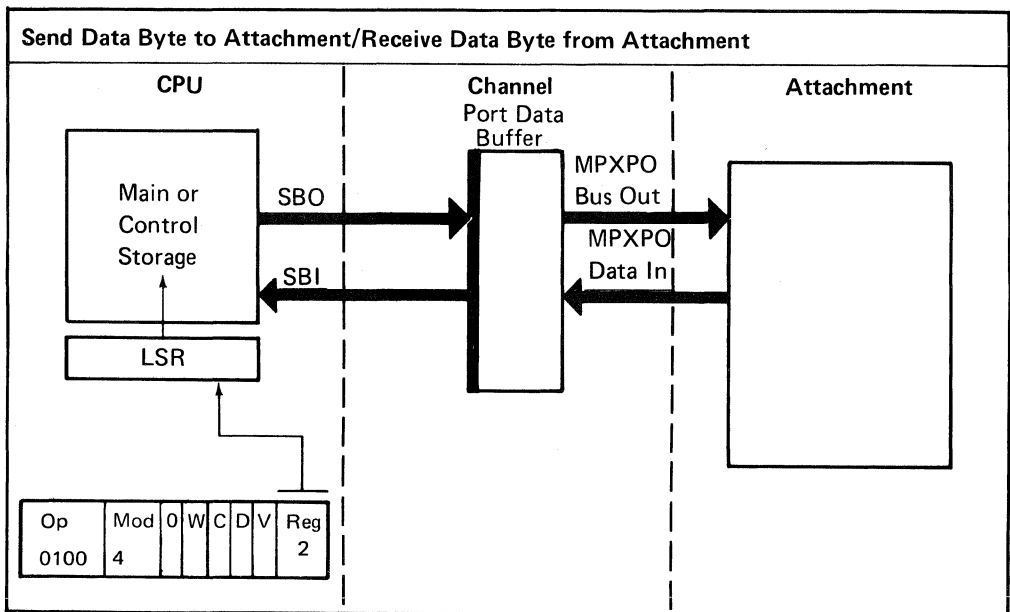 Send Data Byte to Attachment/Receive Data Byte from Attachment
CPU
Channel
Attachment
Port Data
Buffer
Main or
Control
Storage
SBO
SBI
MPXPO
Bus Out
MPXPO
Data In
LSR
Op
0100
Mod
4
0
W
C
D
V
Reg
2